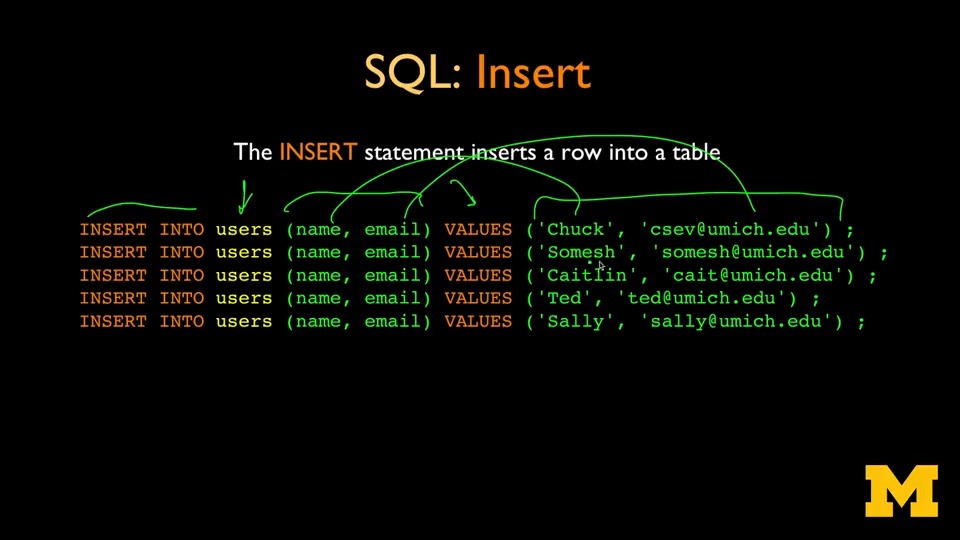 SQL: Insert
The INSERT statement inserts a row into a table
INSERT INTO users (name, email) VALUES ('Chuck', 'csev@umich.edu') ;
INSERT INTO users (name, email) VALUES ('Somesh', 'somesh@umich.edu') ;
INSERT INTO users (name, email) VALUES ('Caitlin', 'cait@umich.edu') ;
INSERT INTO users (name, email) VALUES ('Ted', 'ted@umich.edu') ;
INSERT INTO users (name, email) VALUES ('Sally', 'sally@umich.edu') ;
M